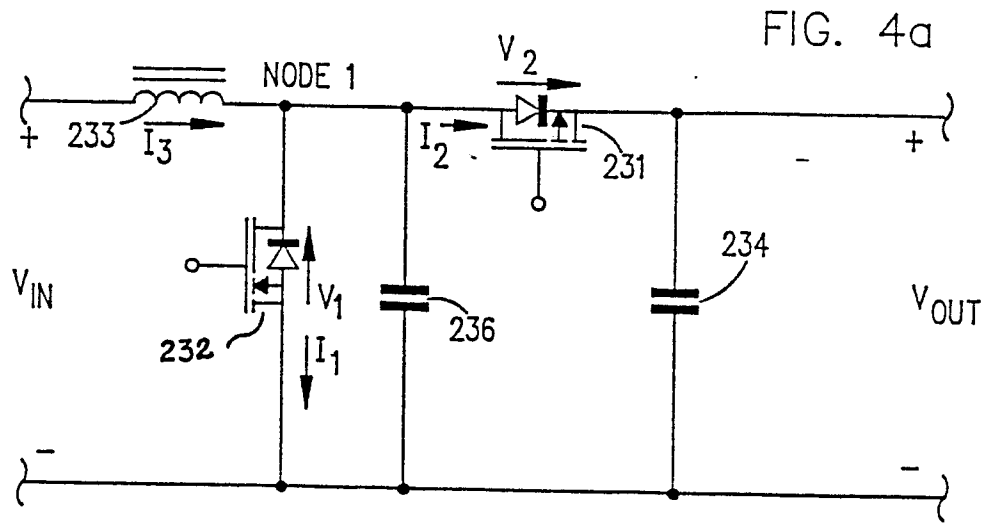 FIG. 4a
V2
NODE 1
+
233
I3
I2
231
+
-
VIN
V1
236
234
VOUT
232
I1
-
-